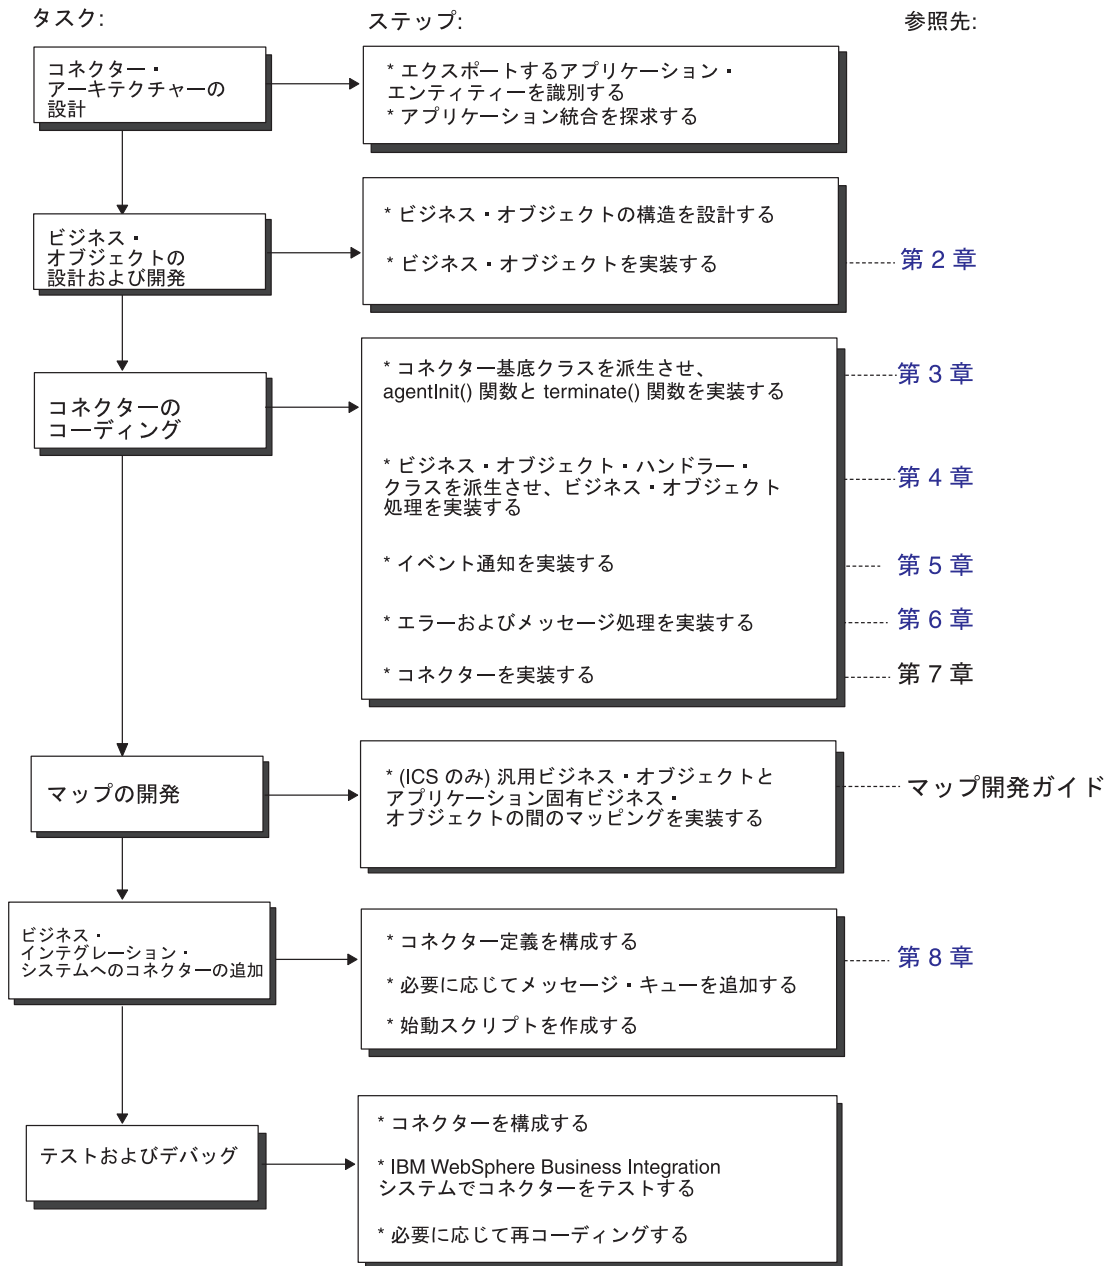 タスク:
ステップ:
参照先:
コネクター・
アーキテクチャーの
設計
* エクスポートするアプリケーション・
エンティティーを識別する
* アプリケーション統合を探求する
ビジネス・
オブジェクトの
設計および開発
* ビジネス・オブジェクトの構造を設計する
* ビジネス・オブジェクトを実装する
第 2 章
コネクターの
コーディング
* コネクター基底クラスを派生させ、
agentInit() 関数と terminate() 関数を実装する
第 3 章
* ビジネス・オブジェクト・ハンドラー・
クラスを派生させ、ビジネス・オブジェクト
処理を実装する
第 4 章
* イベント通知を実装する
第 5 章
* エラーおよびメッセージ処理を実装する
第 6 章
* コネクターを実装する
第 7 章
マップの開発
* (ICS のみ) 汎用ビジネス・オブジェクトと
アプリケーション固有ビジネス・
オブジェクトの間のマッピングを実装する
マップ開発ガイド
ビジネス・
インテグレーション・
システムへのコネクターの追加
* コネクター定義を構成する
第 8 章
* 必要に応じてメッセージ・キューを追加する
* 始動スクリプトを作成する
テストおよびデバッグ
* コネクターを構成する
* IBM WebSphere Business Integration
システムでコネクターをテストする
* 必要に応じて再コーディングする